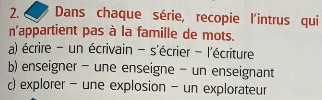 2. Dans chaque série, recopie l'intrus qui
n'appartient pas à la famille de mots.
a) écrire – un écrivain – s'écrier – l'écriture
b) enseigner – une enseigne – un enseignant
c) explorer – une explosion – un explorateur